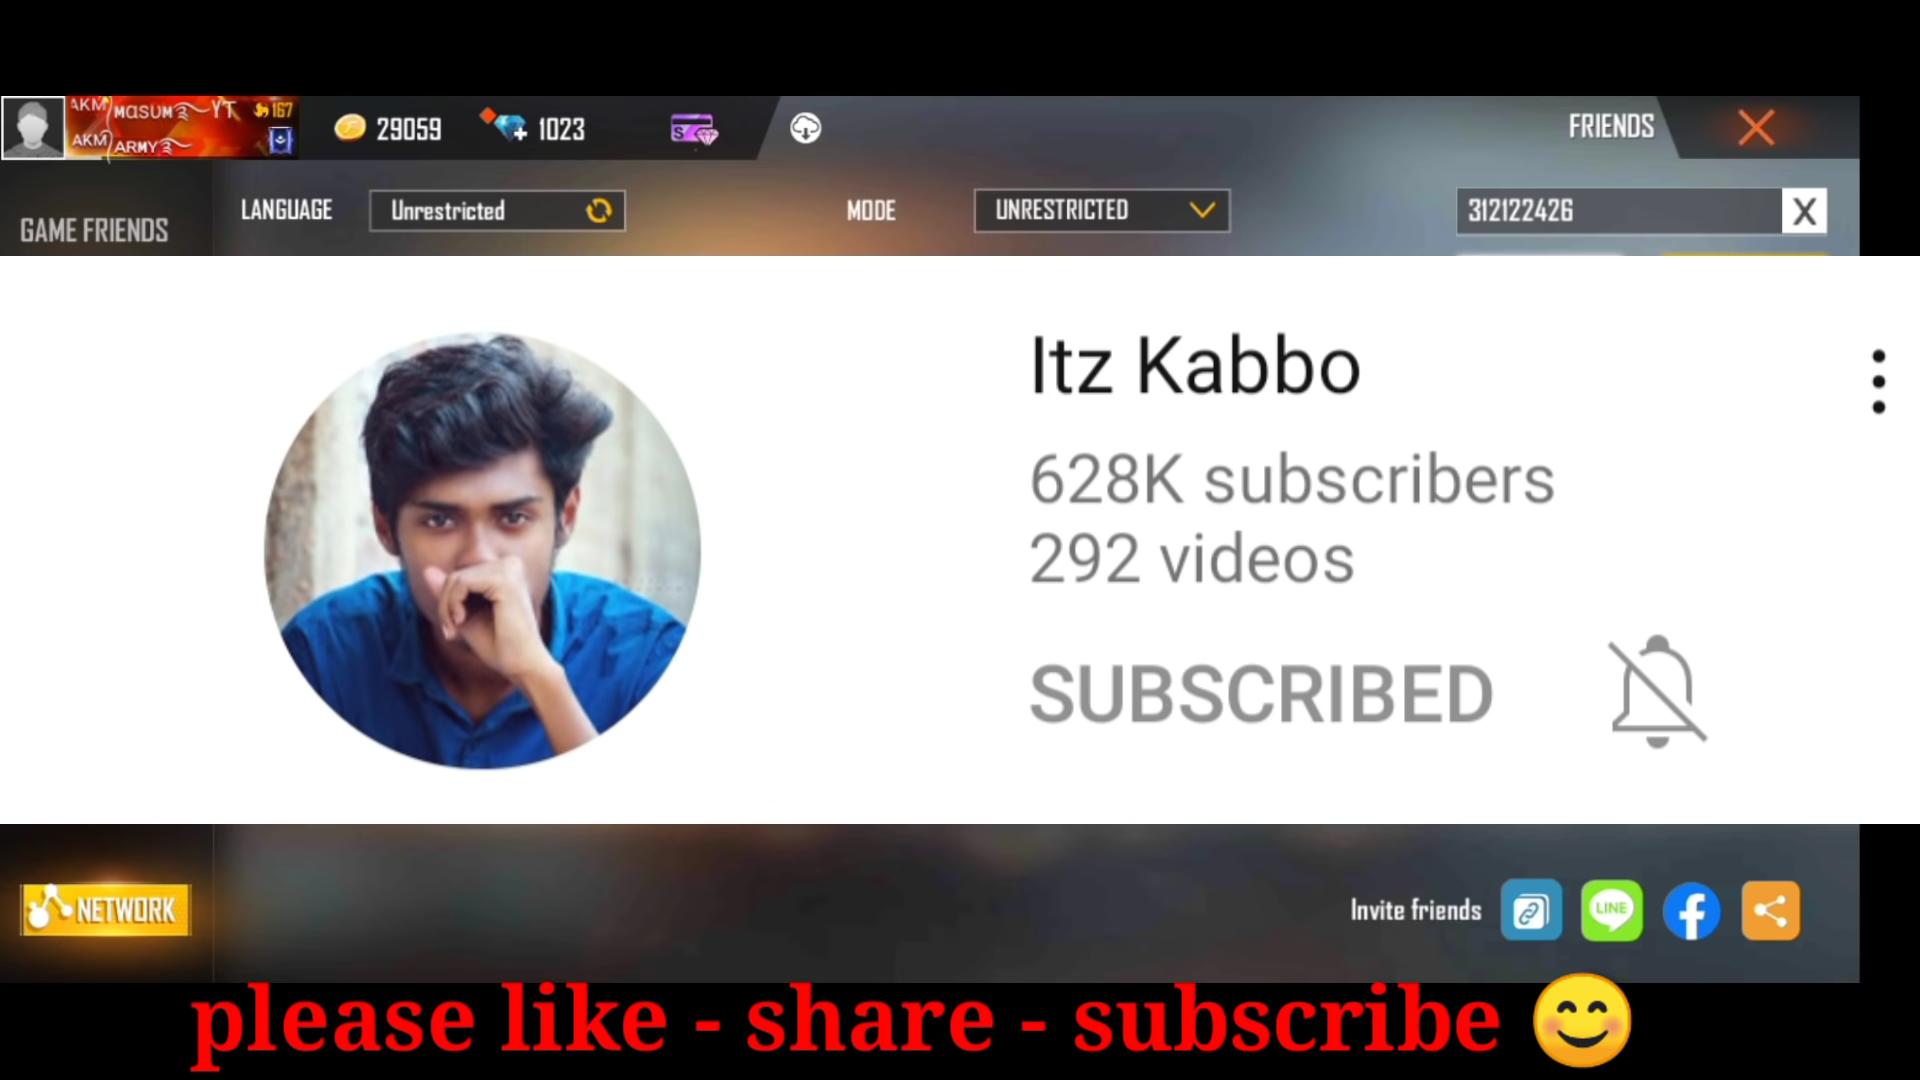 AKM MASUM YT 167
AKM ARMY
29059
1023
FRIENDS
LANGUAGE
Unrestricted
MODE
UNRESTRICTED
312122426
X
GAME FRIENDS
Itz Kabbo
628K subscribers
292 videos
SUBSCRIBED
NETWORK
Invite friends
LINE
please like - share - subscribe 😊